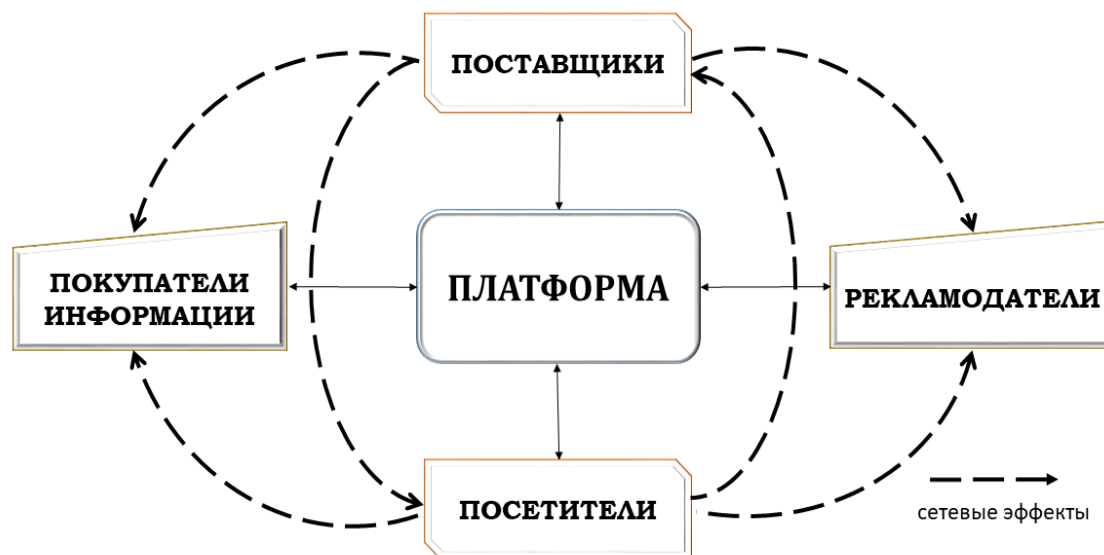 ПОСТАВЩИКИ
ПОКУПАТЕЛИ
ИНФОРМАЦИИ
ПЛАТФОРМА
РЕКЛАМОДАТЕЛИ
ПОСЕТИТЕЛИ
сетевые эффекты